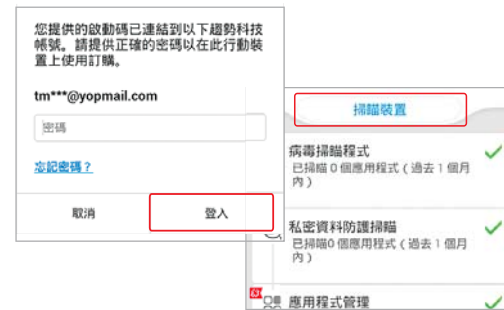 您提供的啟動碼已連結到以下趨勢科技
帳號。請提供正確的密碼以在此行動裝
置上使用訂購。
tm***@yopmail.com
密碼
忘記密碼？
取消
登入
掃瞄裝置
病毒掃瞄程式
已掃瞄 0 個應用程式（過去 1 個月
內）
私密資料防護掃瞄
已掃瞄0 個應用程式（過去 1 個月
內）
應用程式管理